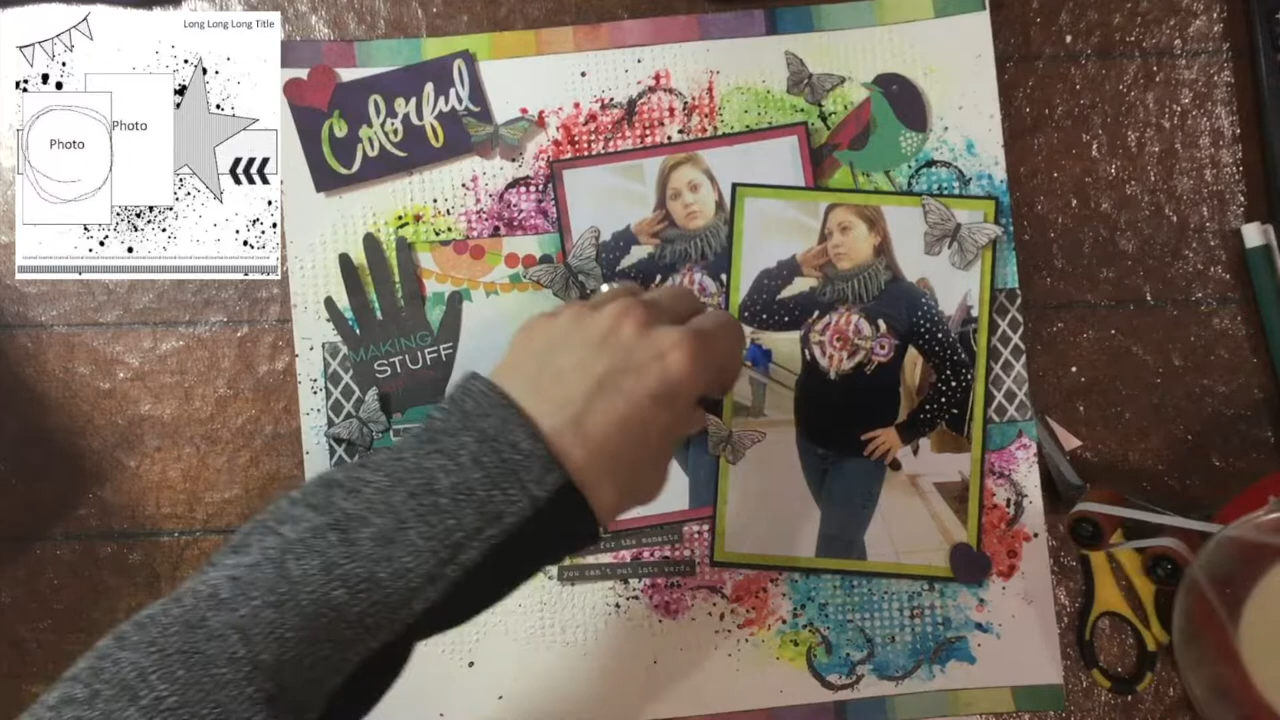 Long Long Long Title
Photo
Photo
Colorful
MAKING
STUFF
for the moments
you can't put into words